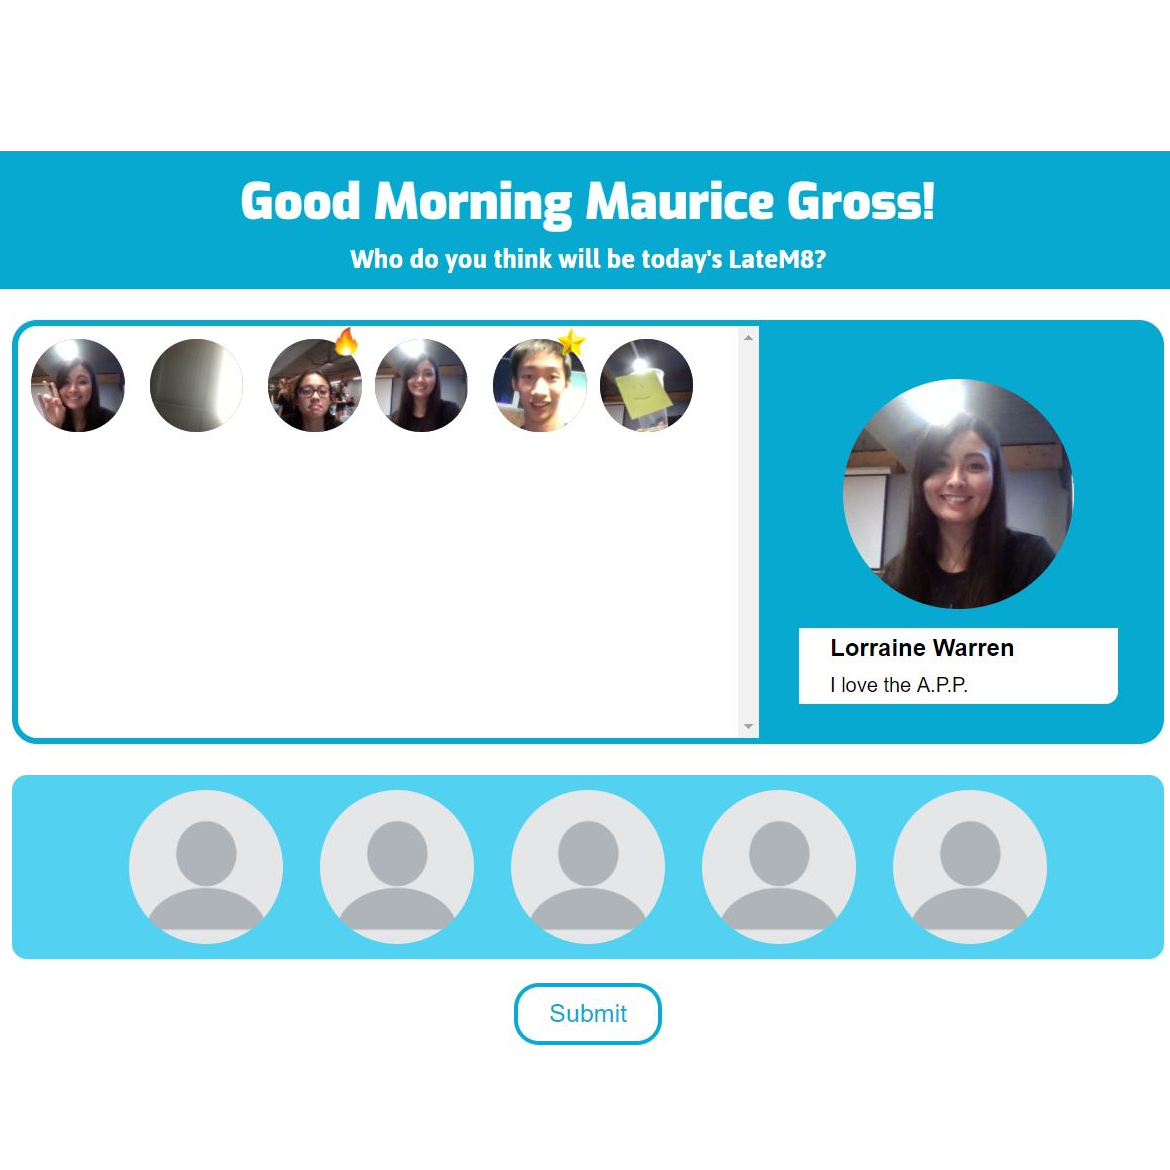 Good Morning Maurice Gross!
Who do you think will be today's LateM8?
Lorraine Warren
I love the A.P.P.
Submit